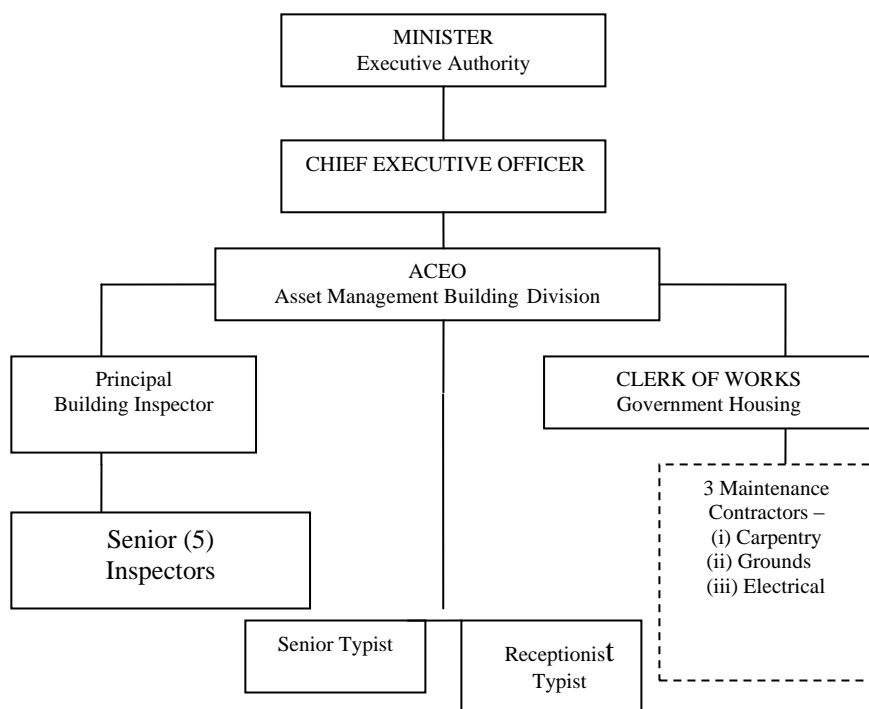 MINISTER
Executive Authority
CHIEF EXECUTIVE OFFICER
ACEO
Asset Management Building Division
Principal
Building Inspector
CLERK OF WORKS
Government Housing
Senior (5)
Inspectors
3 Maintenance
Contractors –
(i) Carpentry
(ii) Grounds
(iii) Electrical
Senior Typist
Receptionist
Typist